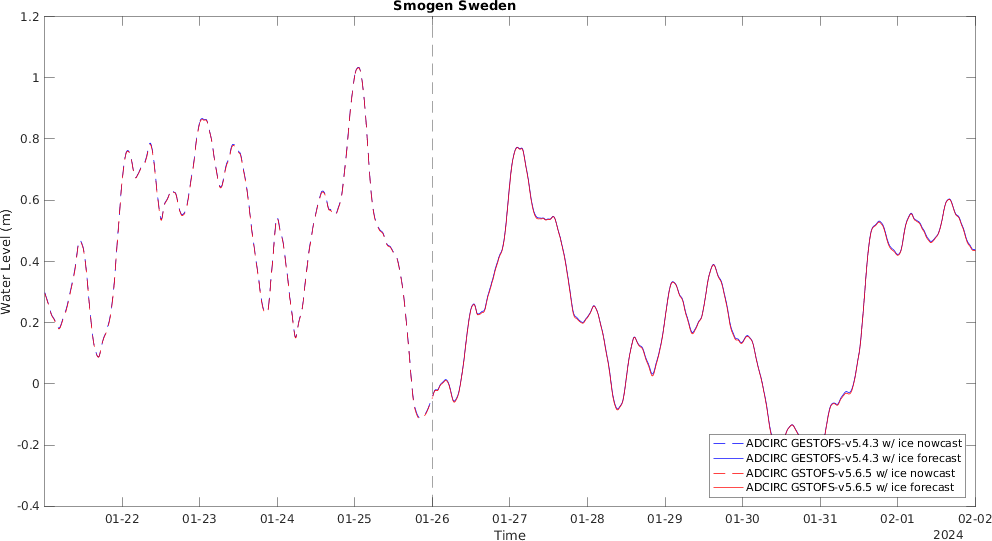 Smogen Sweden
1.2
1
0.8
0.6
0.4
0.2
0
-0.2
-0.4
Water Level (m)
01-22 01-23 01-24 01-25 01-26 01-27 01-28 01-29 01-30 01-31 02-01 02-02
Time
2024
ADCIRC GESTOFS-v5.4.3 w/ ice nowcast
ADCIRC GESTOFS-v5.4.3 w/ ice forecast
ADCIRC GSTOFS-v5.6.5 w/ ice nowcast
ADCIRC GSTOFS-v5.6.5 w/ ice forecast